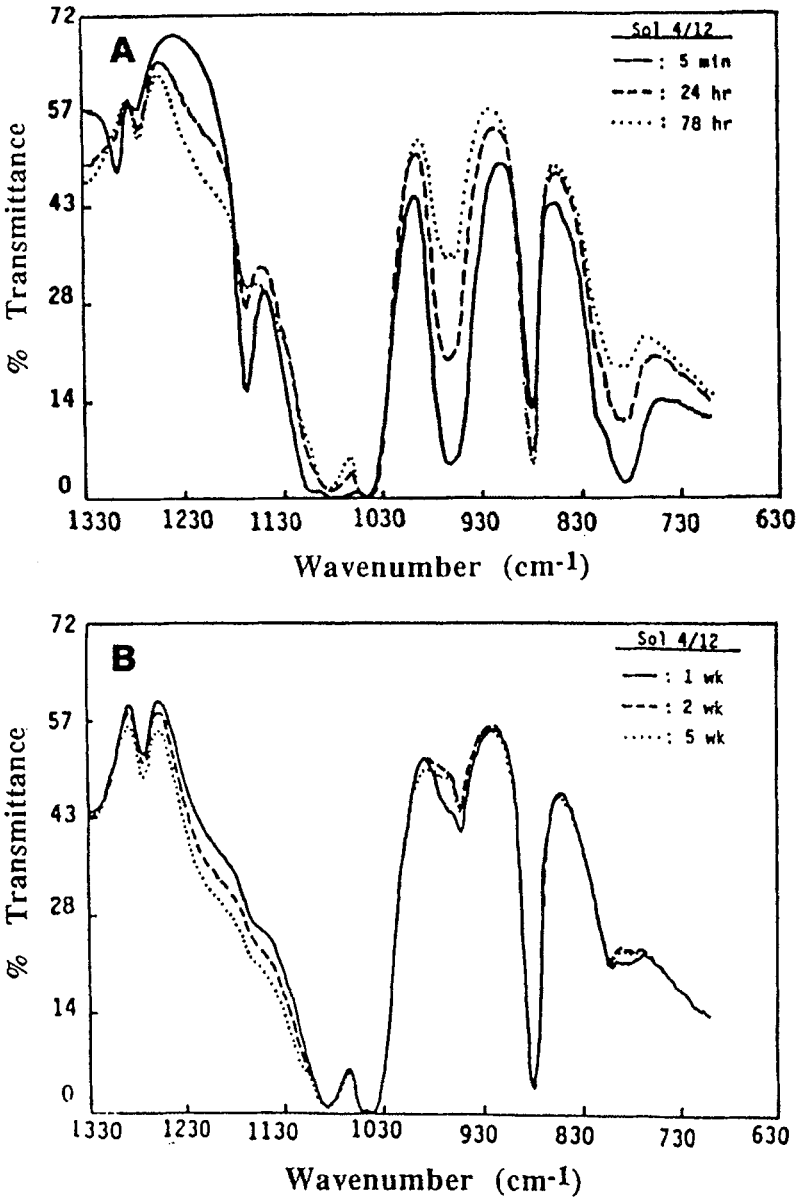 72
57
43
28
14
0
% Transmittance
A
Sol 4/12
: 5 min
: 24 hr
: 78 hr
1330 1230 1130 1030 930 830 730 630
Wavenumber (cm-1)
72
57
43
28
14
0
% Transmittance
B
Sol 4/12
: 1 wk
: 2 wk
: 5 wk
1330 1230 1130 1030 930 830 730 630
Wavenumber (cm-1)